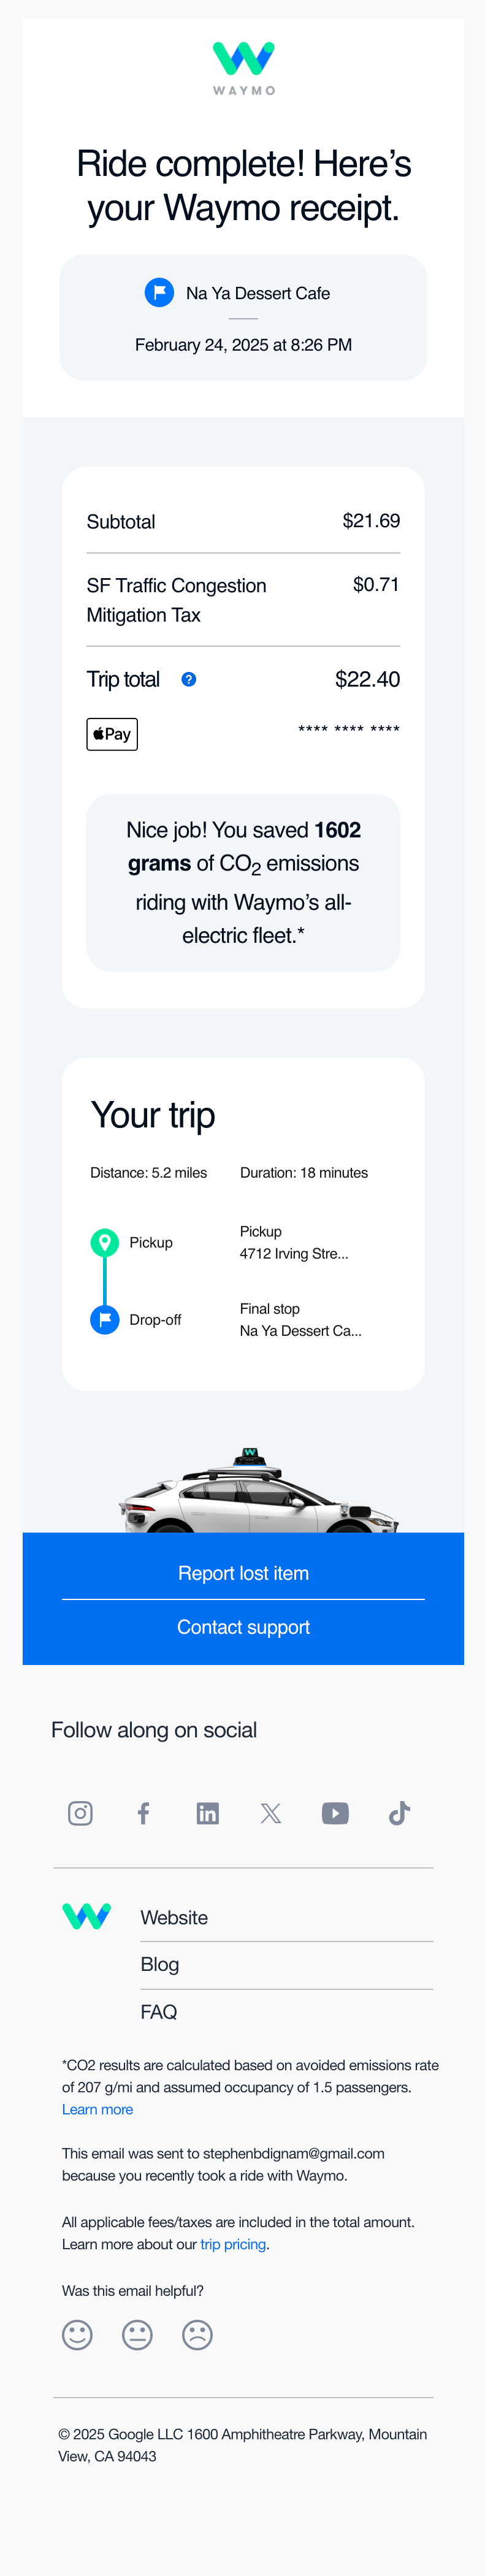 WAYMO
Ride complete! Here’s
your Waymo receipt.
Na Ya Dessert Cafe
February 24, 2025 at 8:26 PM
Subtotal $21.69
SF Traffic Congestion $0.71
Mitigation Tax
Trip total ? $22.40
Pay **** **** ****
Nice job! You saved 1602
grams of CO2 emissions
riding with Waymo’s all-
electric fleet.*
Your trip
Distance: 5.2 miles Duration: 18 minutes
Pickup
Pickup
4712 Irving Stre...
Drop-off
Final stop
Na Ya Dessert Ca...
Report lost item
Contact support
Follow along on social
Website
Blog
FAQ
*CO2 results are calculated based on avoided emissions rate
of 207 g/mi and assumed occupancy of 1.5 passengers.
Learn more
This email was sent to stephenbdignam@gmail.com
because you recently took a ride with Waymo.
All applicable fees/taxes are included in the total amount.
Learn more about our trip pricing.
Was this email helpful?
© 2025 Google LLC 1600 Amphitheatre Parkway, Mountain
View, CA 94043